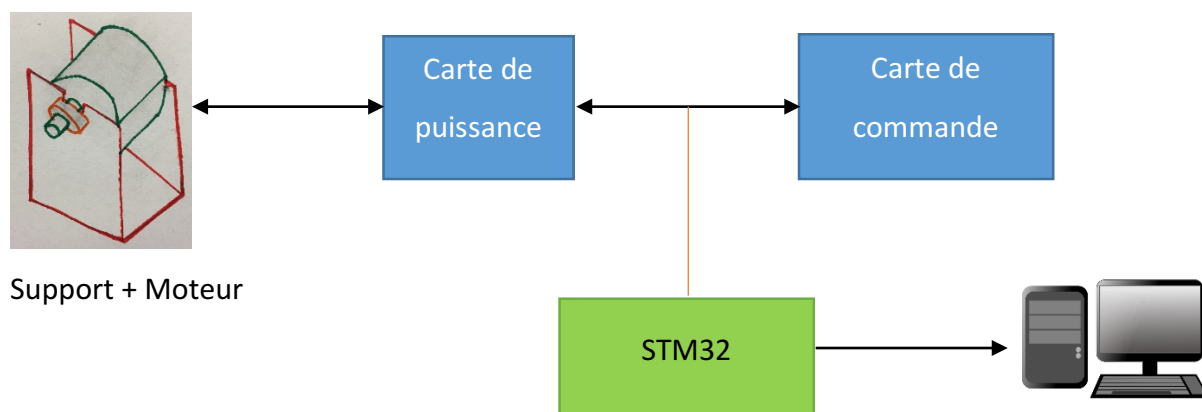 Carte de
puissance
Carte de
commande
Support + Moteur
STM32